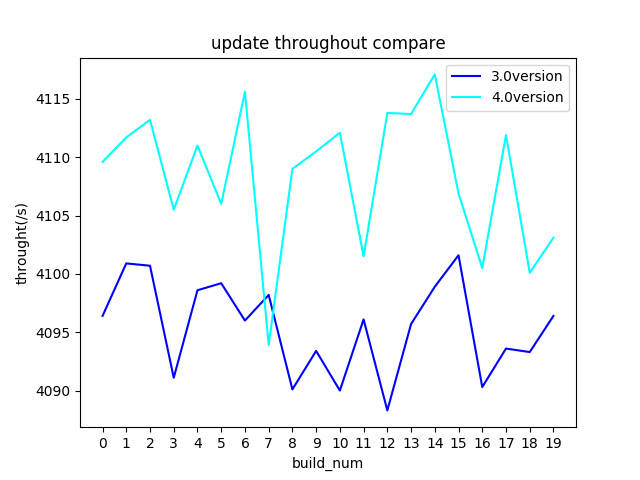 update throughout compare
3.0version
4.0version
throught(/s)
4115
4110
4105
4100
4095
4090
0 1 2 3 4 5 6 7 8 9 10 11 12 13 14 15 16 17 18 19
build_num